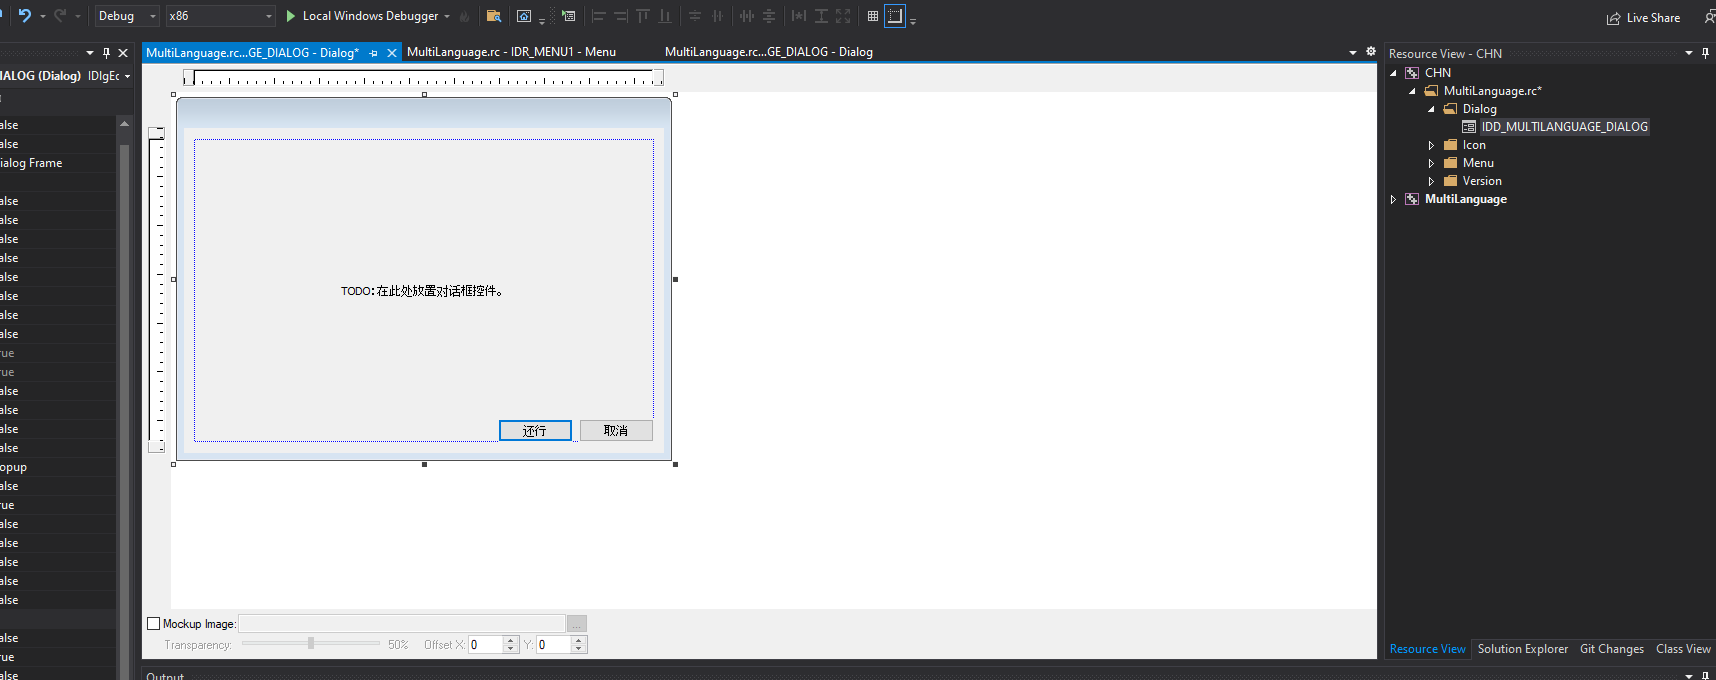 Debug
x86
Local Windows Debugger
Live Share
MultiLanguage.rc...GE_DIALOG - Dialog*
MultiLanguage.rc - IDR_MENU1 - Menu
MultiLanguage.rc...GE_DIALOG - Dialog
Resource View - CHN
IALOG (Dialog) IDlgEc
alse
alse
ialog Frame
alse
alse
alse
alse
alse
alse
alse
alse
rue
rue
alse
alse
alse
alse
opup
alse
rue
alse
alse
alse
alse
alse
alse
rue
alse
TODO:在此处放置对话框控件。
还行
取消
Mockup Image:
...
Transparency:
50%
Offset X:
0
Y:
0
CHN
MultiLanguage.rc*
Dialog
IDD_MULTILANGUAGE_DIALOG
Icon
Menu
Version
MultiLanguage
Resource View
Solution Explorer
Git Changes
Class View
Output